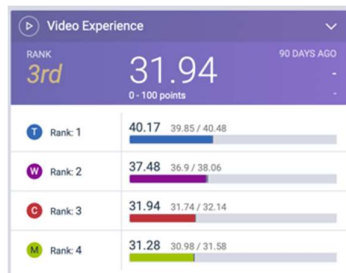 Video Experience
RANK
3rd
31.94
0 - 100 points
90 DAYS AGO
-
-
T Rank: 1 40.17 39.85 / 40.48
W Rank: 2 37.48 36.9 / 38.06
C Rank: 3 31.94 31.74 / 32.14
M Rank: 4 31.28 30.98 / 31.58